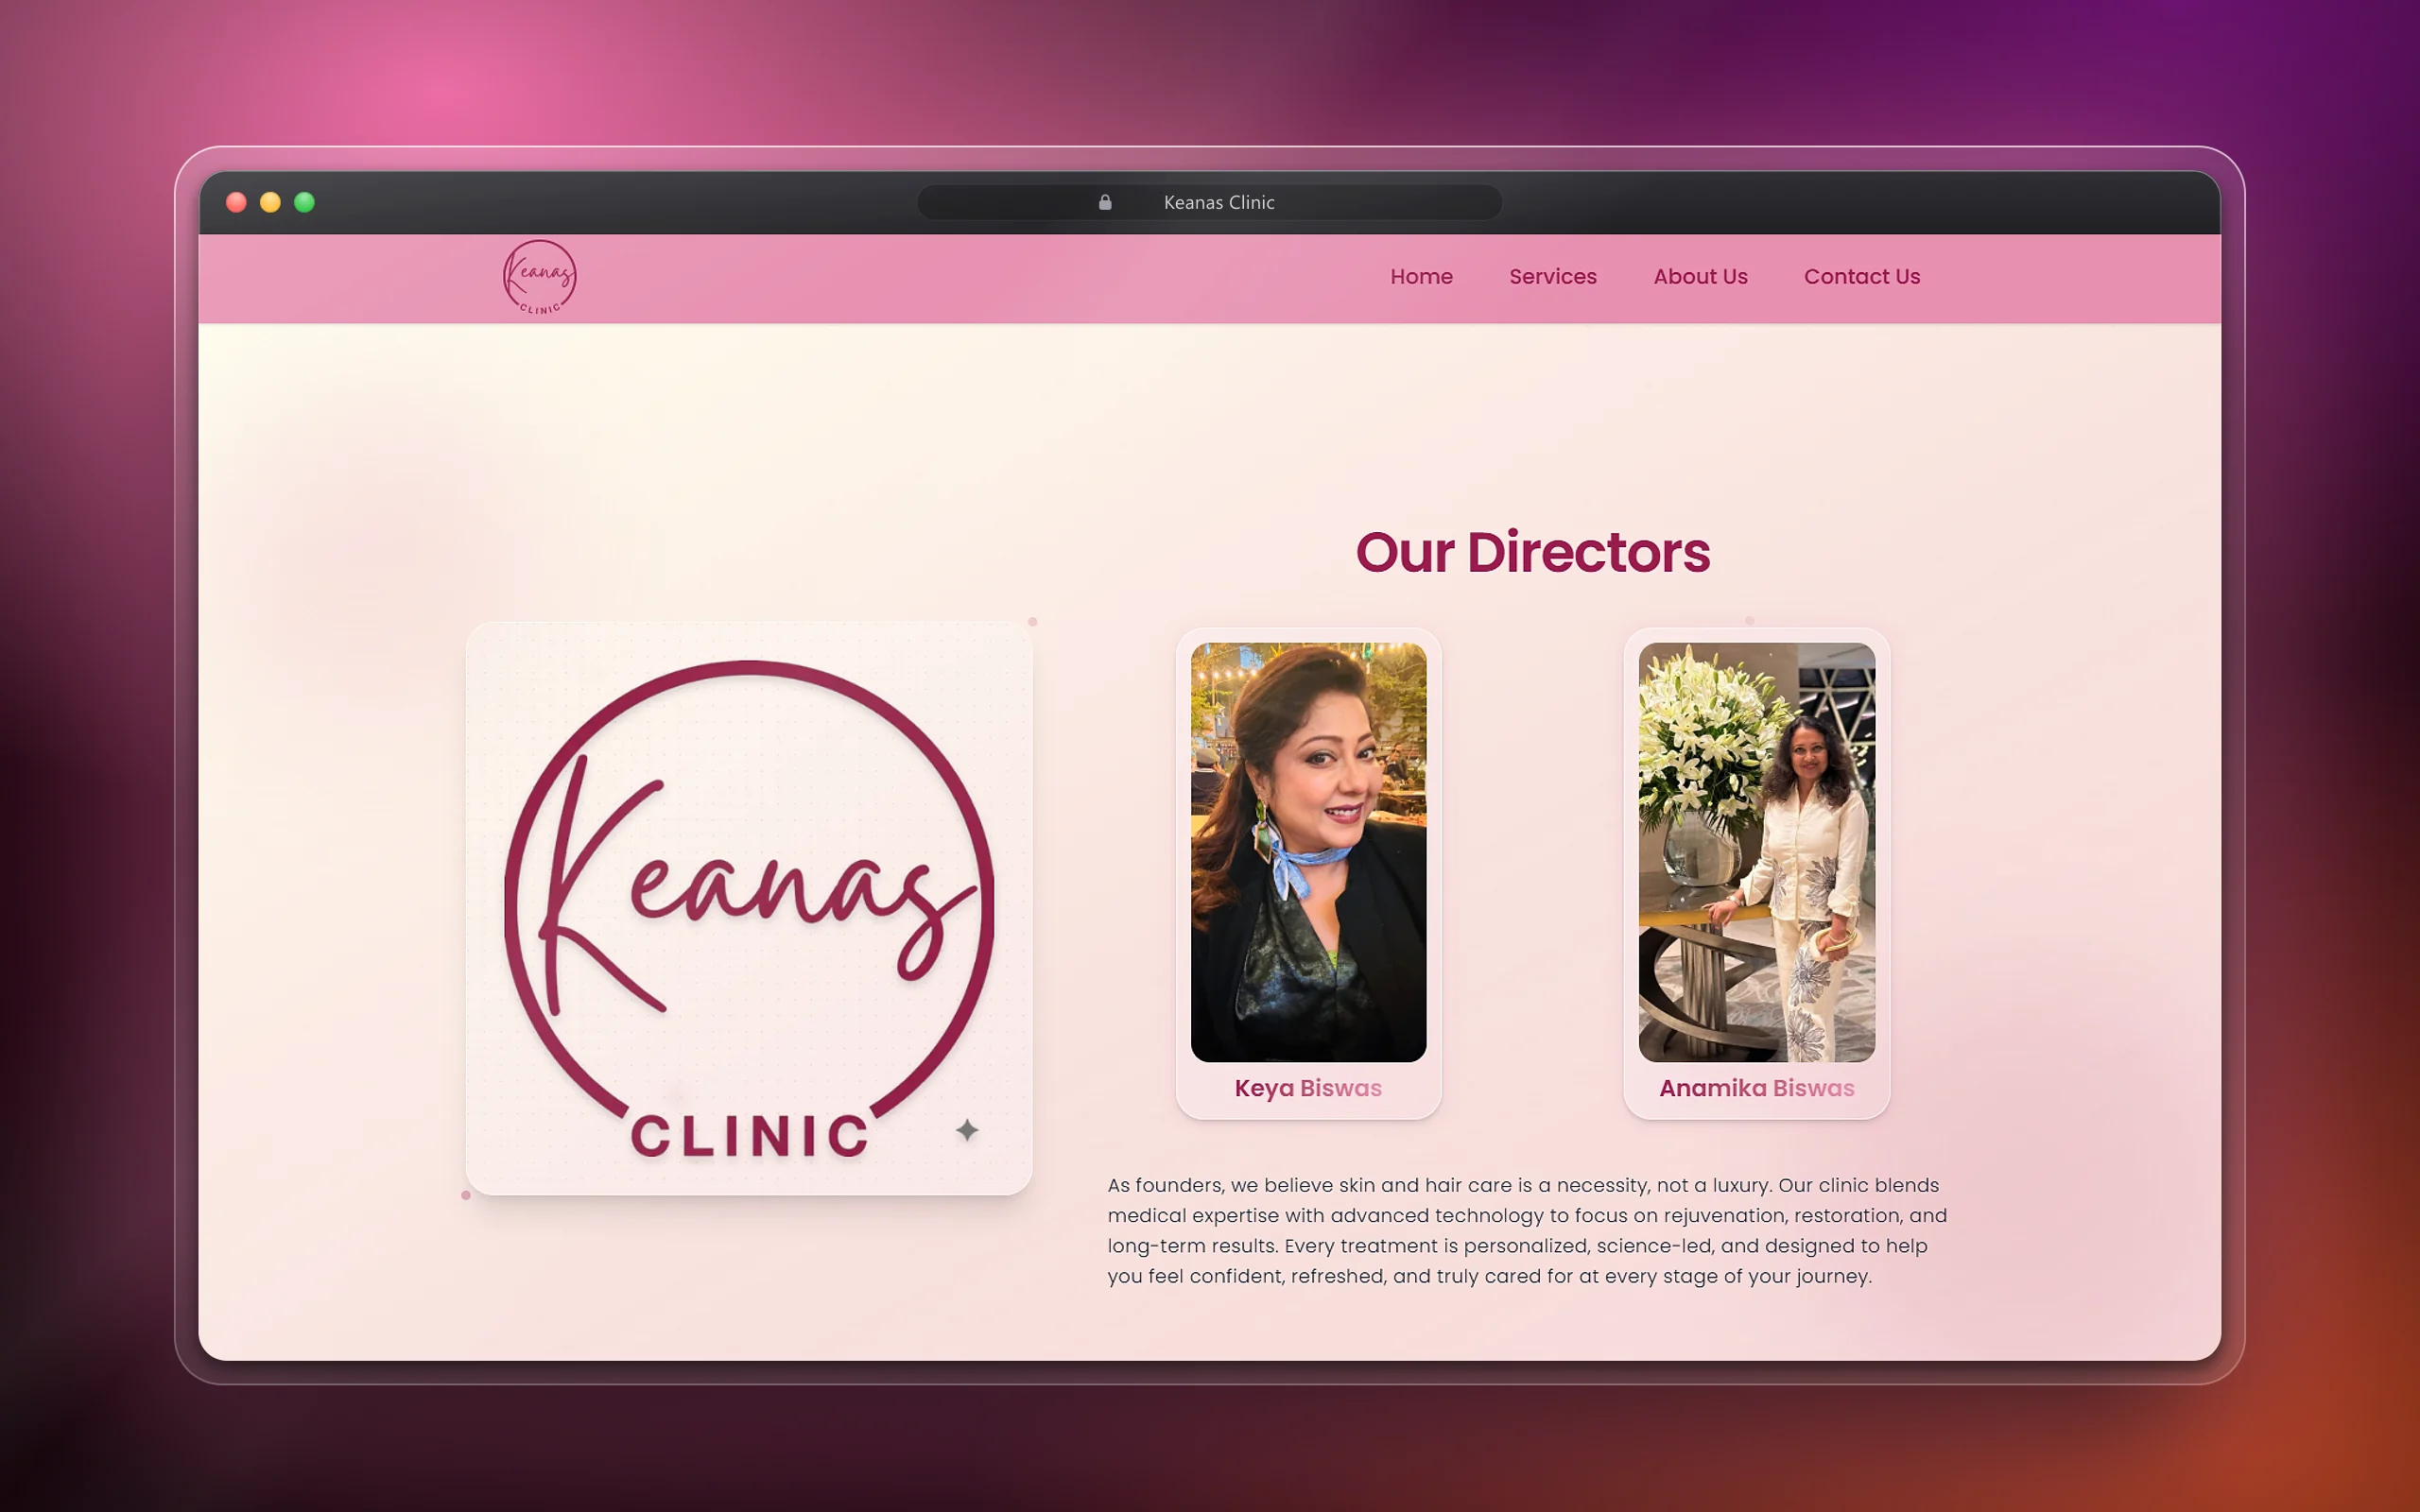 Keanas Clinic
Keanas
CLINIC
Home
Services
About Us
Contact Us
Our Directors
Keanas
CLINIC
Keya Biswas
Anamika Biswas
As founders, we believe skin and hair care is a necessity, not a luxury. Our clinic blends
medical expertise with advanced technology to focus on rejuvenation, restoration, and
long-term results. Every treatment is personalized, science-led, and designed to help
you feel confident, refreshed, and truly cared for at every stage of your journey.